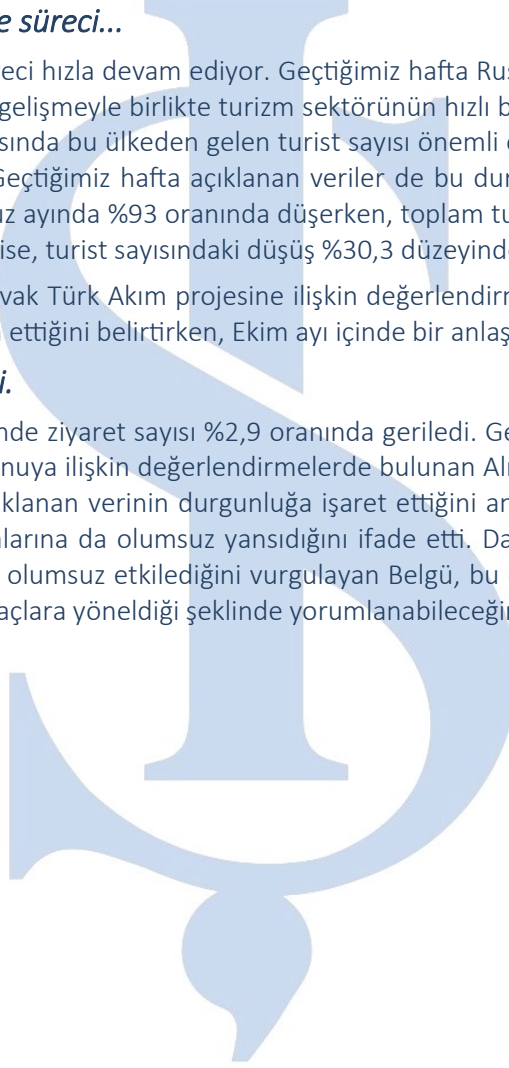 e süreci...
eci hızla devam ediyor. Geçtiğimiz hafta Rus
gelişmeyle birlikte turizm sektörünün hızlı b
sında bu ülkeden gelen turist sayısı önemli
Geçtiğimiz hafta açıklanan veriler de bu dur
uz ayında %93 oranında düşerken, toplam tu
ise, turist sayısındaki düşüş %30,3 düzeyind
vak Türk Akım projesine ilişkin değerlendirm
ettiğini belirtirken, Ekim ayı içinde bir anlaş
i.
nde ziyaret sayısı %2,9 oranında geriledi. Ge
nuya ilişkin değerlendirmelerde bulunan Al
klanan verinin durgunluğa işaret ettiğini an
larına da olumsuz yansıdığını ifade etti. Da
olumsuz etkilediğini vurgulayan Belgü, bu
açlara yöneldiği şeklinde yorumlanabileceğin